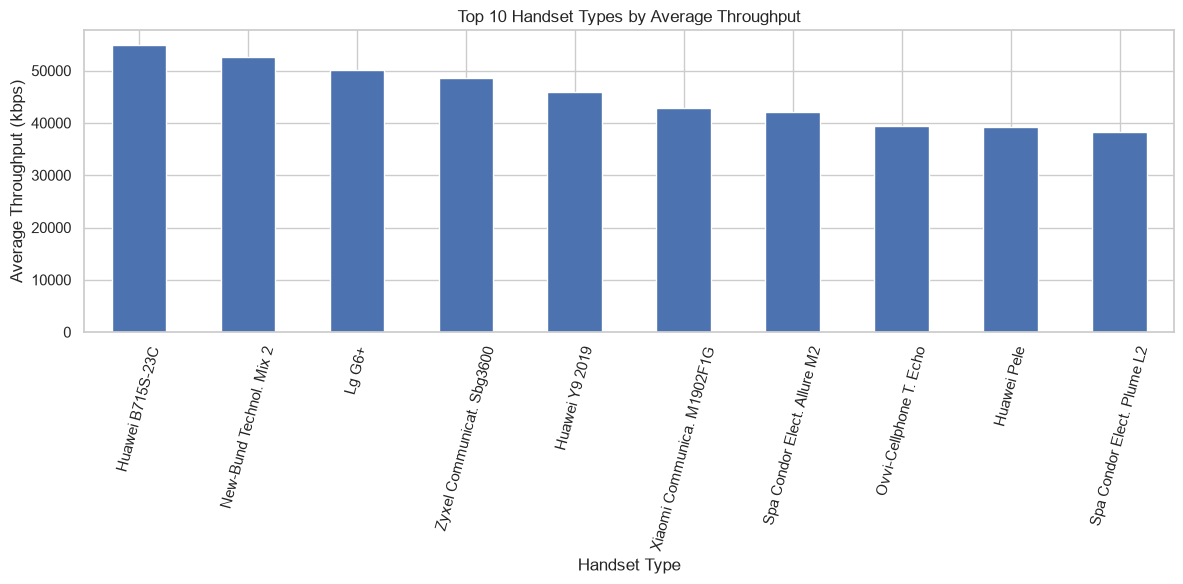 Top 10 Handset Types by Average Throughput
Average Throughput (kbps)
50000
40000
30000
20000
10000
0
Huawei B715S-23C
New-Bund Technol. Mix 2
Lg G6+
Zyxel Communicat. Sbg3600
Huawei Y9 2019
Xiaomi Communica. M1902F1G
Spa Condor Elect. Allure M2
Ovvi-Cellphone T. Echo
Huawei Pele
Spa Condor Elect. Plume L2
Handset Type